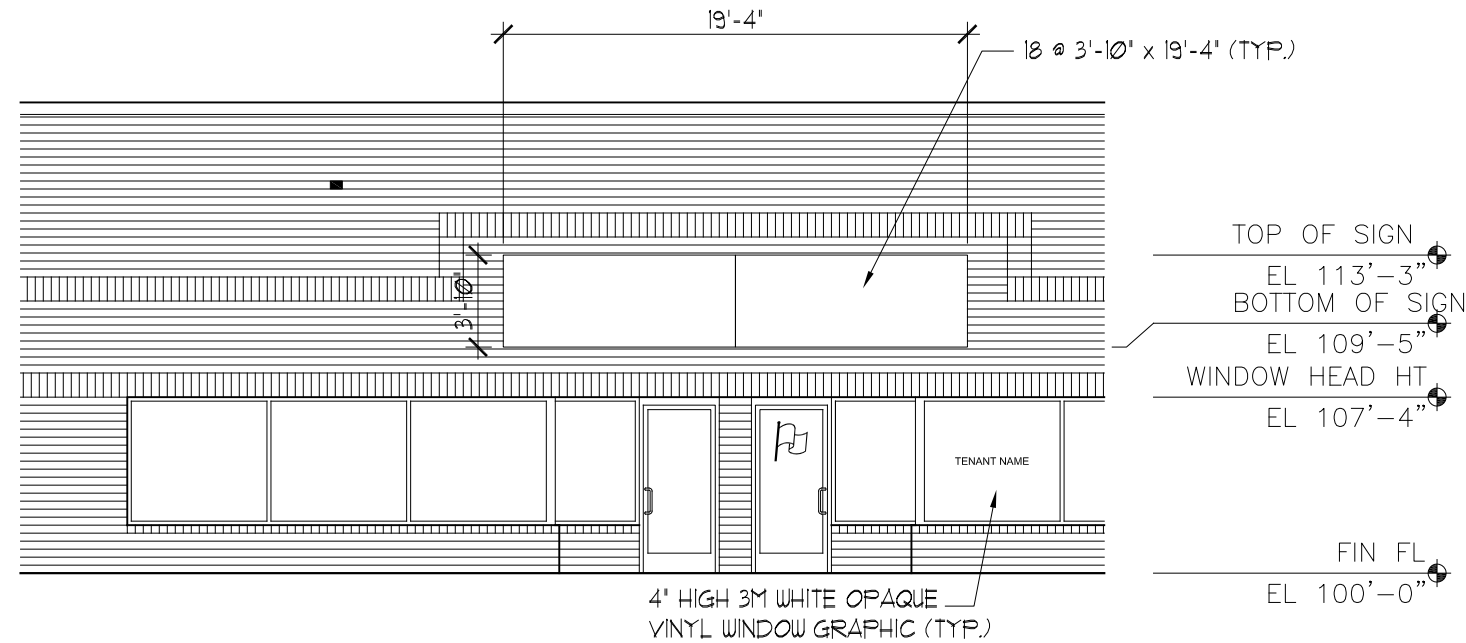 19'-4"
18 @ 3'-10" x 19'-4" (TYP.)
3'-10"
TOP OF SIGN
EL 113'-3"
BOTTOM OF SIGN
EL 109'-5"
WINDOW HEAD HT
EL 107'-4"
TENANT NAME
FIN FL
EL 100'-0"
4" HIGH 3M WHITE OPAQUE
VINYL WINDOW GRAPHIC (TYP.)